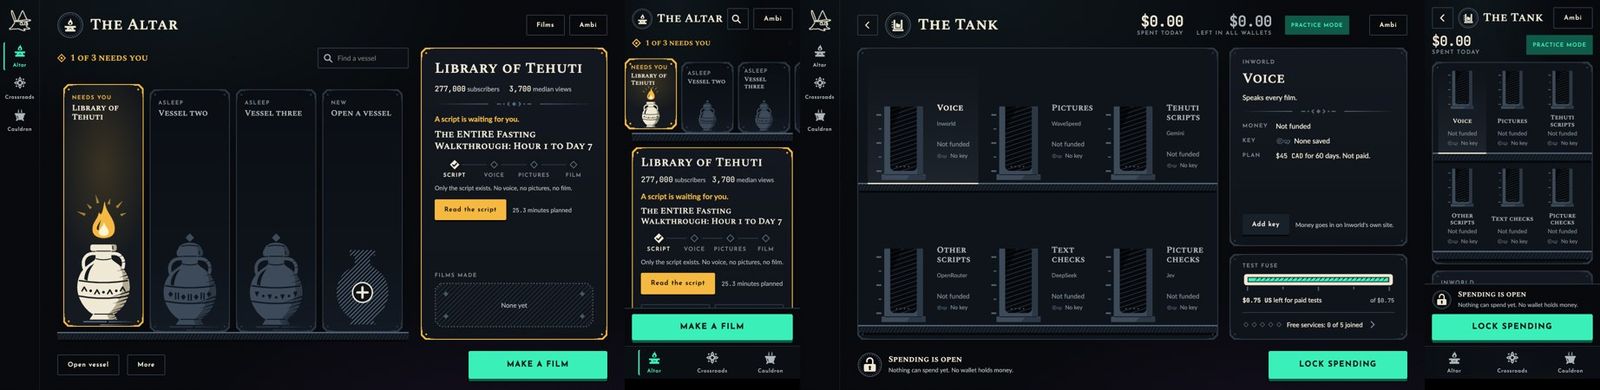 THE ALTAR
Films
Ambi
Altar
Crossroads
Cauldron
1 OF 3 NEEDS YOU
Find a vessel
NEEDS YOU
LIBRARY OF
TEHUTI
ASLEEP
VESSEL TWO
ASLEEP
VESSEL THREE
NEW
OPEN A VESSEL
LIBRARY OF TEHUTI
277,000 subscribers 3,700 median views
A script is waiting for you.
THE ENTIRE FASTING
WALKTHROUGH: HOUR 1 TO DAY 7
SCRIPT VOICE PICTURES FILM
Only the script exists. No voice, no pictures, no film.
Read the script 25.3 minutes planned
FILMS MADE
None yet
Open vessel
More
MAKE A FILM
THE ALTAR
Ambi
1 OF 3 NEEDS YOU
NEEDS YOU
LIBRARY OF
TEHUTI
ASLEEP
VESSEL TWO
ASLEEP
VESSEL
THREE
LIBRARY OF TEHUTI
277,000 subscribers 3,700 median views
A script is waiting for you.
THE ENTIRE FASTING
WALKTHROUGH: HOUR 1 TO DAY 7
SCRIPT VOICE PICTURES FILM
Only the script exists. No voice, no pictures, no film.
Read the script 25.3 minutes planned
MAKE A FILM
Altar
Crossroads
Cauldron
Altar
Crossroads
Cauldron
THE TANK
$0.00
SPENT TODAY
$0.00
LEFT IN ALL WALLETS
PRACTICE MODE
Ambi
VOICE
Inworld
Not funded
No key
PICTURES
WaveSpeed
Not funded
No key
TEHUTI
SCRIPTS
Gemini
Not funded
No key
OTHER
SCRIPTS
OpenRouter
Not funded
No key
TEXT
CHECKS
DeepSeek
Not funded
No key
PICTURE
CHECKS
Jev
Not funded
No key
INWORLD
VOICE
Speaks every film.
MONEY Not funded
KEY None saved
PLAN $45 CAD for 60 days. Not paid.
Add key Money goes in on Inworld's own site.
TEST FUSE
$0.75 US left for paid tests of $0.75
Free services: 0 of 5 joined
SPENDING IS OPEN
Nothing can spend yet. No wallet holds money.
LOCK SPENDING
THE TANK
Ambi
$0.00
SPENT TODAY
PRACTICE MODE
VOICE
Not funded
No key
PICTURES
Not funded
No key
TEHUTI
SCRIPTS
Not funded
No key
OTHER
SCRIPTS
Not funded
No key
TEXT CHECKS
Not funded
No key
PICTURE
CHECKS
Not funded
No key
SPENDING IS OPEN
Nothing can spend yet. No wallet holds money.
LOCK SPENDING
Altar
Crossroads
Cauldron